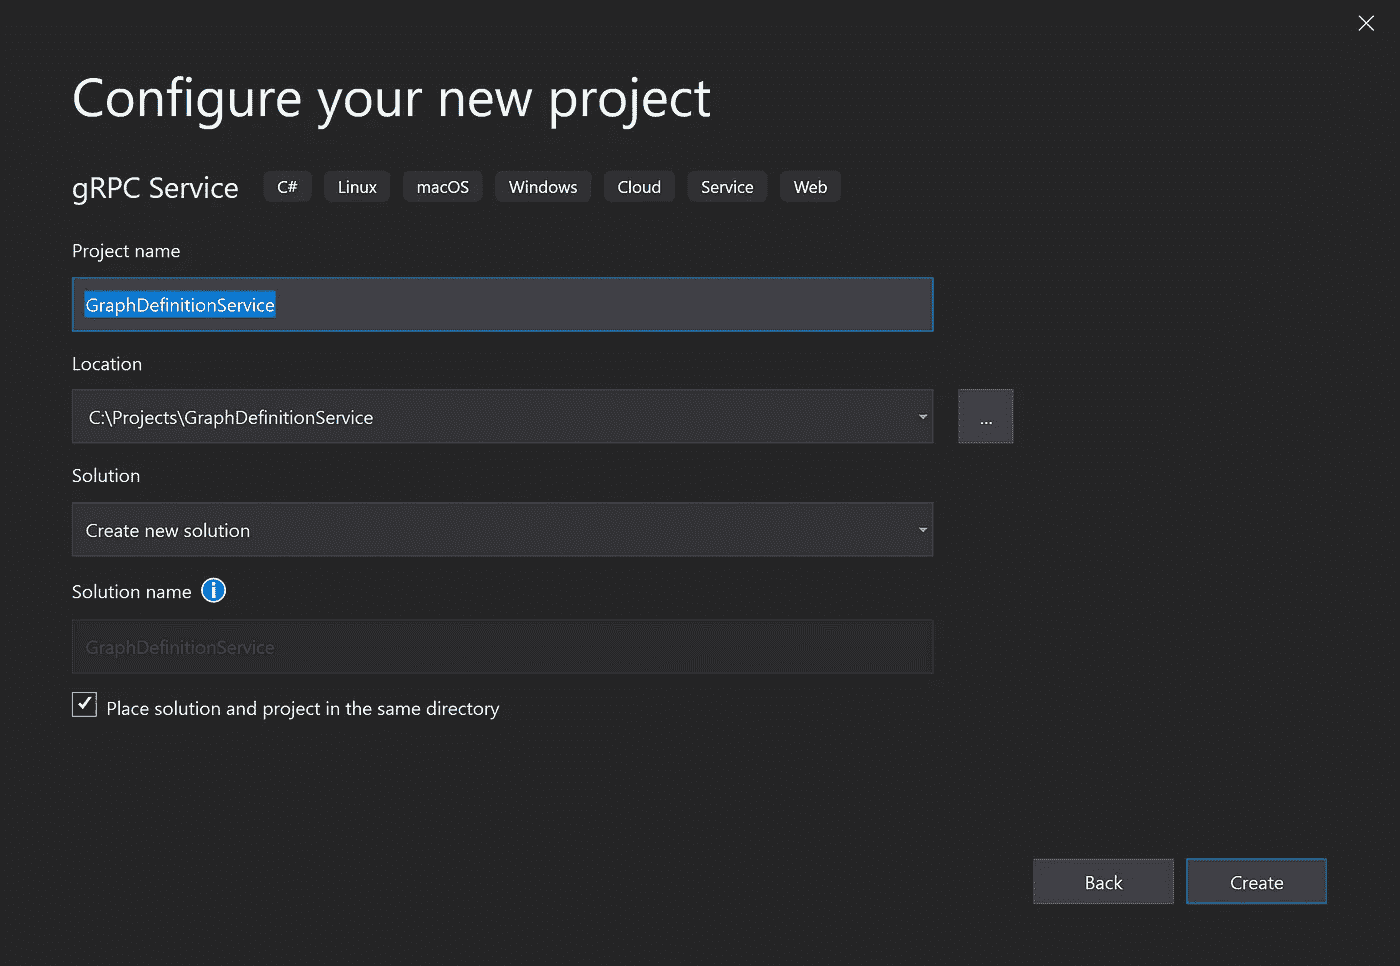 Configure your new project
gRPC Service C# Linux macOS Windows Cloud Service Web
Project name
GraphDefinitionService
Location
C:\Projects\GraphDefinitionService
...
Solution
Create new solution
Solution name
GraphDefinitionService
Place solution and project in the same directory
Back Create